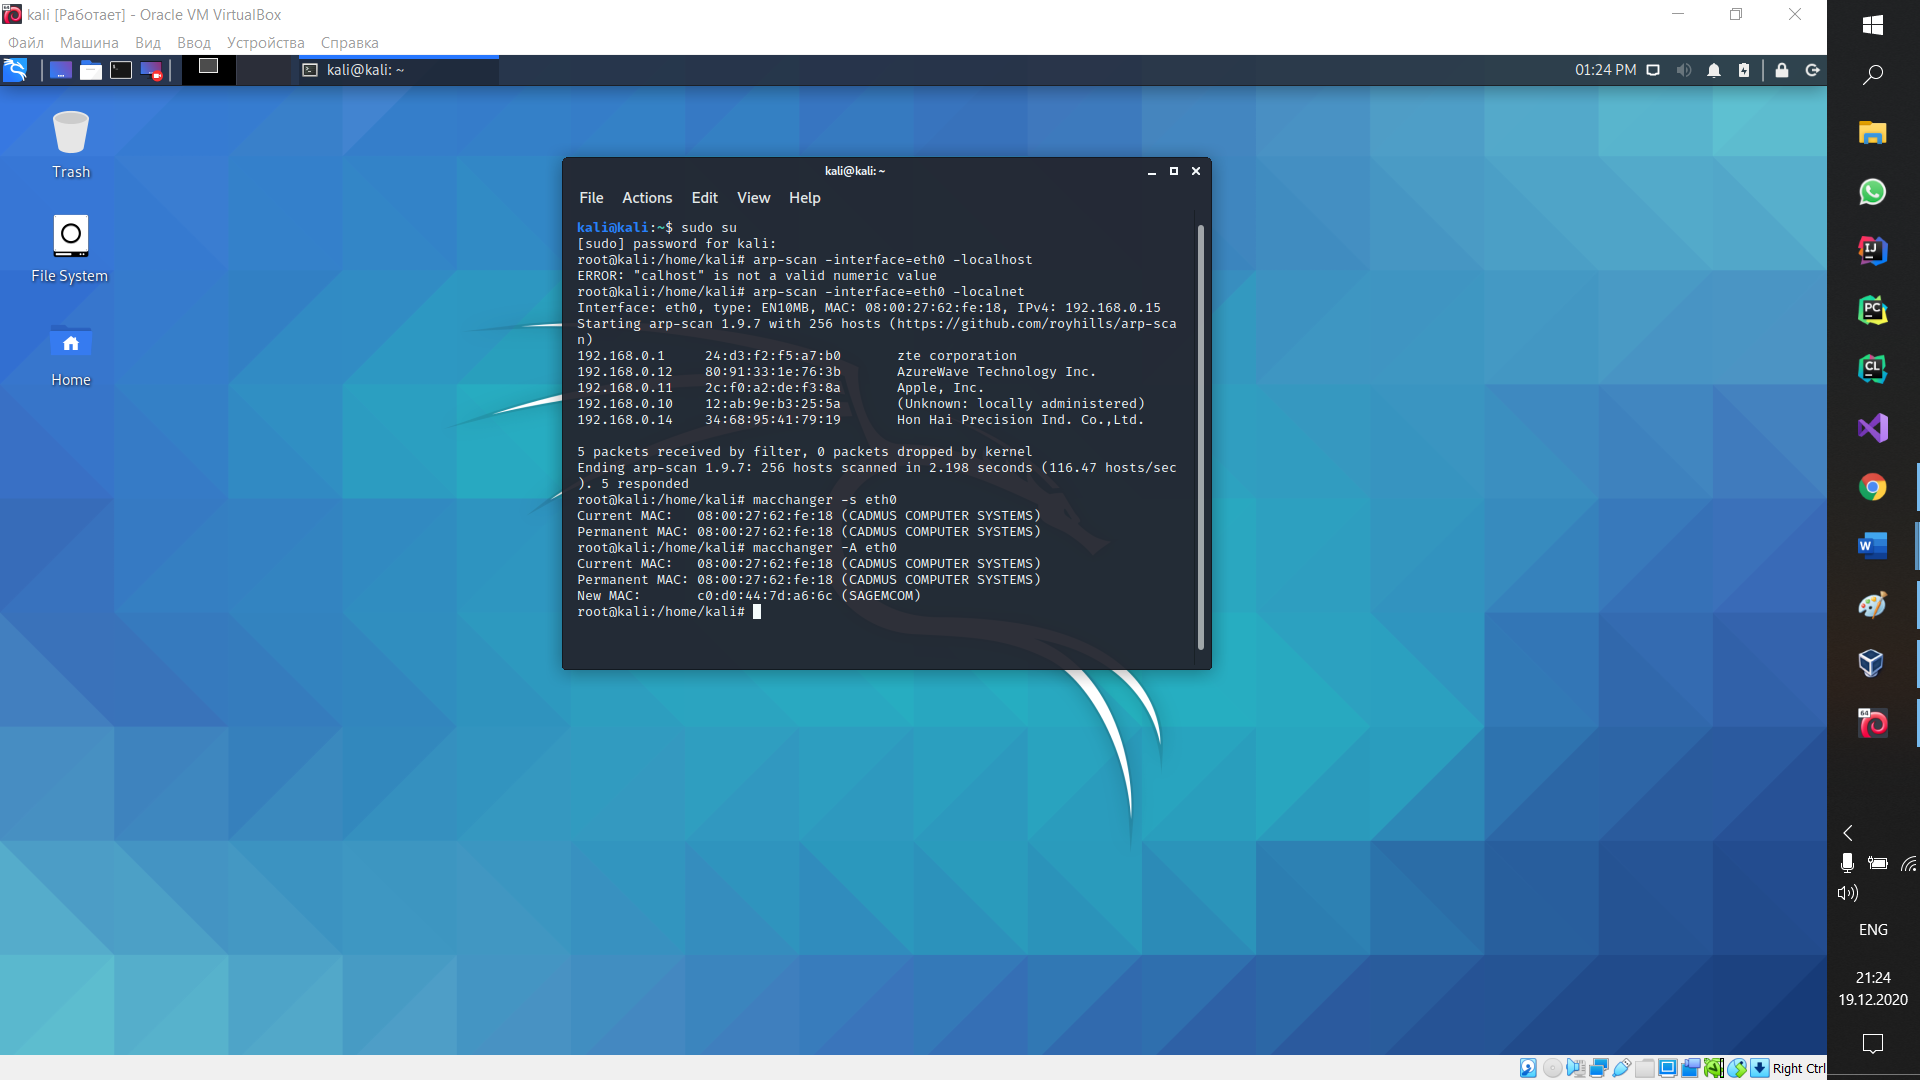 kali [Работает] - Oracle VM VirtualBox
Файл Машина Вид Ввод Устройства Справка
kali@kali: ~
01:24 PM
Trash
File System
Home
kali@kali:~
File Actions Edit View Help
kali@kali:~$ sudo su
[sudo] password for kali:
root@kali:/home/kali# arp-scan -interface=eth0 -localhost
ERROR: "calhost" is not a valid numeric value
root@kali:/home/kali# arp-scan -interface=eth0 -localnet
Interface: eth0, type: EN10MB, MAC: 08:00:27:62:fe:18, IPv4: 192.168.0.15
Starting arp-scan 1.9.7 with 256 hosts (https://github.com/royhills/arp-sca
n)
192.168.0.1 24:d3:f2:f5:a7:b0 zte corporation
192.168.0.12 80:91:33:1e:76:3b AzureWave Technology Inc.
192.168.0.11 2c:f0:a2:de:f3:8a Apple, Inc.
192.168.0.10 12:ab:9e:b3:25:5a (Unknown: locally administered)
192.168.0.14 34:68:95:41:79:19 Hon Hai Precision Ind. Co.,Ltd.
5 packets received by filter, 0 packets dropped by kernel
Ending arp-scan 1.9.7: 256 hosts scanned in 2.198 seconds (116.47 hosts/sec
). 5 responded
root@kali:/home/kali# macchanger -s eth0
Current MAC: 08:00:27:62:fe:18 (CADMUS COMPUTER SYSTEMS)
Permanent MAC: 08:00:27:62:fe:18 (CADMUS COMPUTER SYSTEMS)
root@kali:/home/kali# macchanger -A eth0
Current MAC: 08:00:27:62:fe:18 (CADMUS COMPUTER SYSTEMS)
Permanent MAC: 08:00:27:62:fe:18 (CADMUS COMPUTER SYSTEMS)
New MAC: c0:d0:44:7d:a6:6c (SAGEMCOM)
root@kali:/home/kali#
IJ
PC
CL
W
64
ENG
21:24
19.12.2020
Right Ctrl